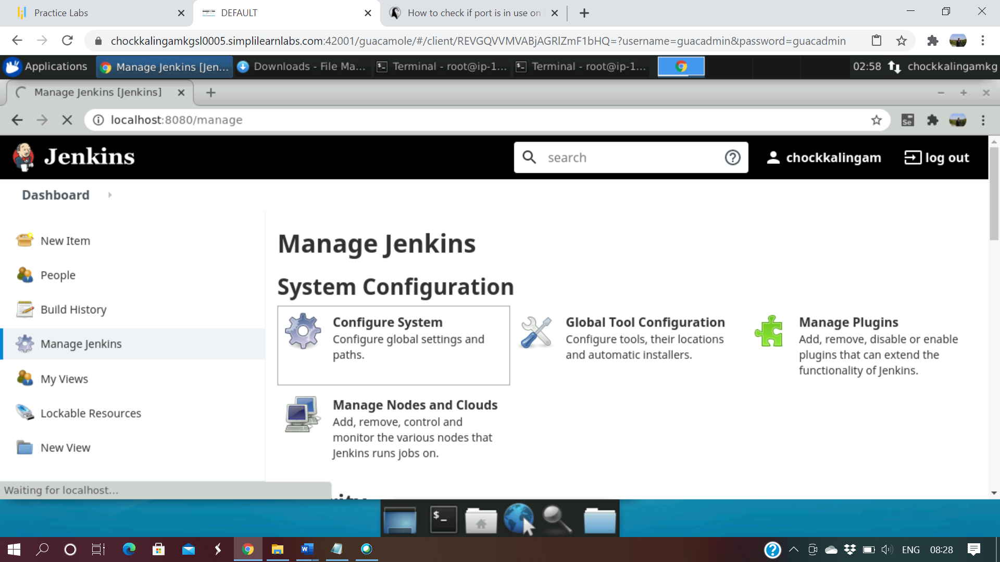 Practice Labs
DEFAULT
How to check if port is in use on
chockkalingamkgsl0005.simplilearnlabs.com:42001/guacamole/#/client/REVGQVVMVABjAGRlZmF1bHQ=?username=guacadmin&password=guacadmin
Applications
Manage Jenkins [Jen...
Downloads - File Ma...
Terminal - root@ip-1...
Terminal - root@ip-1...
02:58
chockkalingamkg
Manage Jenkins [Jenkins]
localhost:8080/manage
Se
Jenkins
search
chockkalingam
log out
Dashboard
New Item
People
Build History
Manage Jenkins
My Views
Lockable Resources
New View
Manage Jenkins
System Configuration
Configure System
Configure global settings and
paths.
Global Tool Configuration
Configure tools, their locations
and automatic installers.
Manage Plugins
Add, remove, disable or enable
plugins that can extend the
functionality of Jenkins.
Manage Nodes and Clouds
Add, remove, control and
monitor the various nodes that
Jenkins runs jobs on.
Waiting for localhost...
ENG
08:28